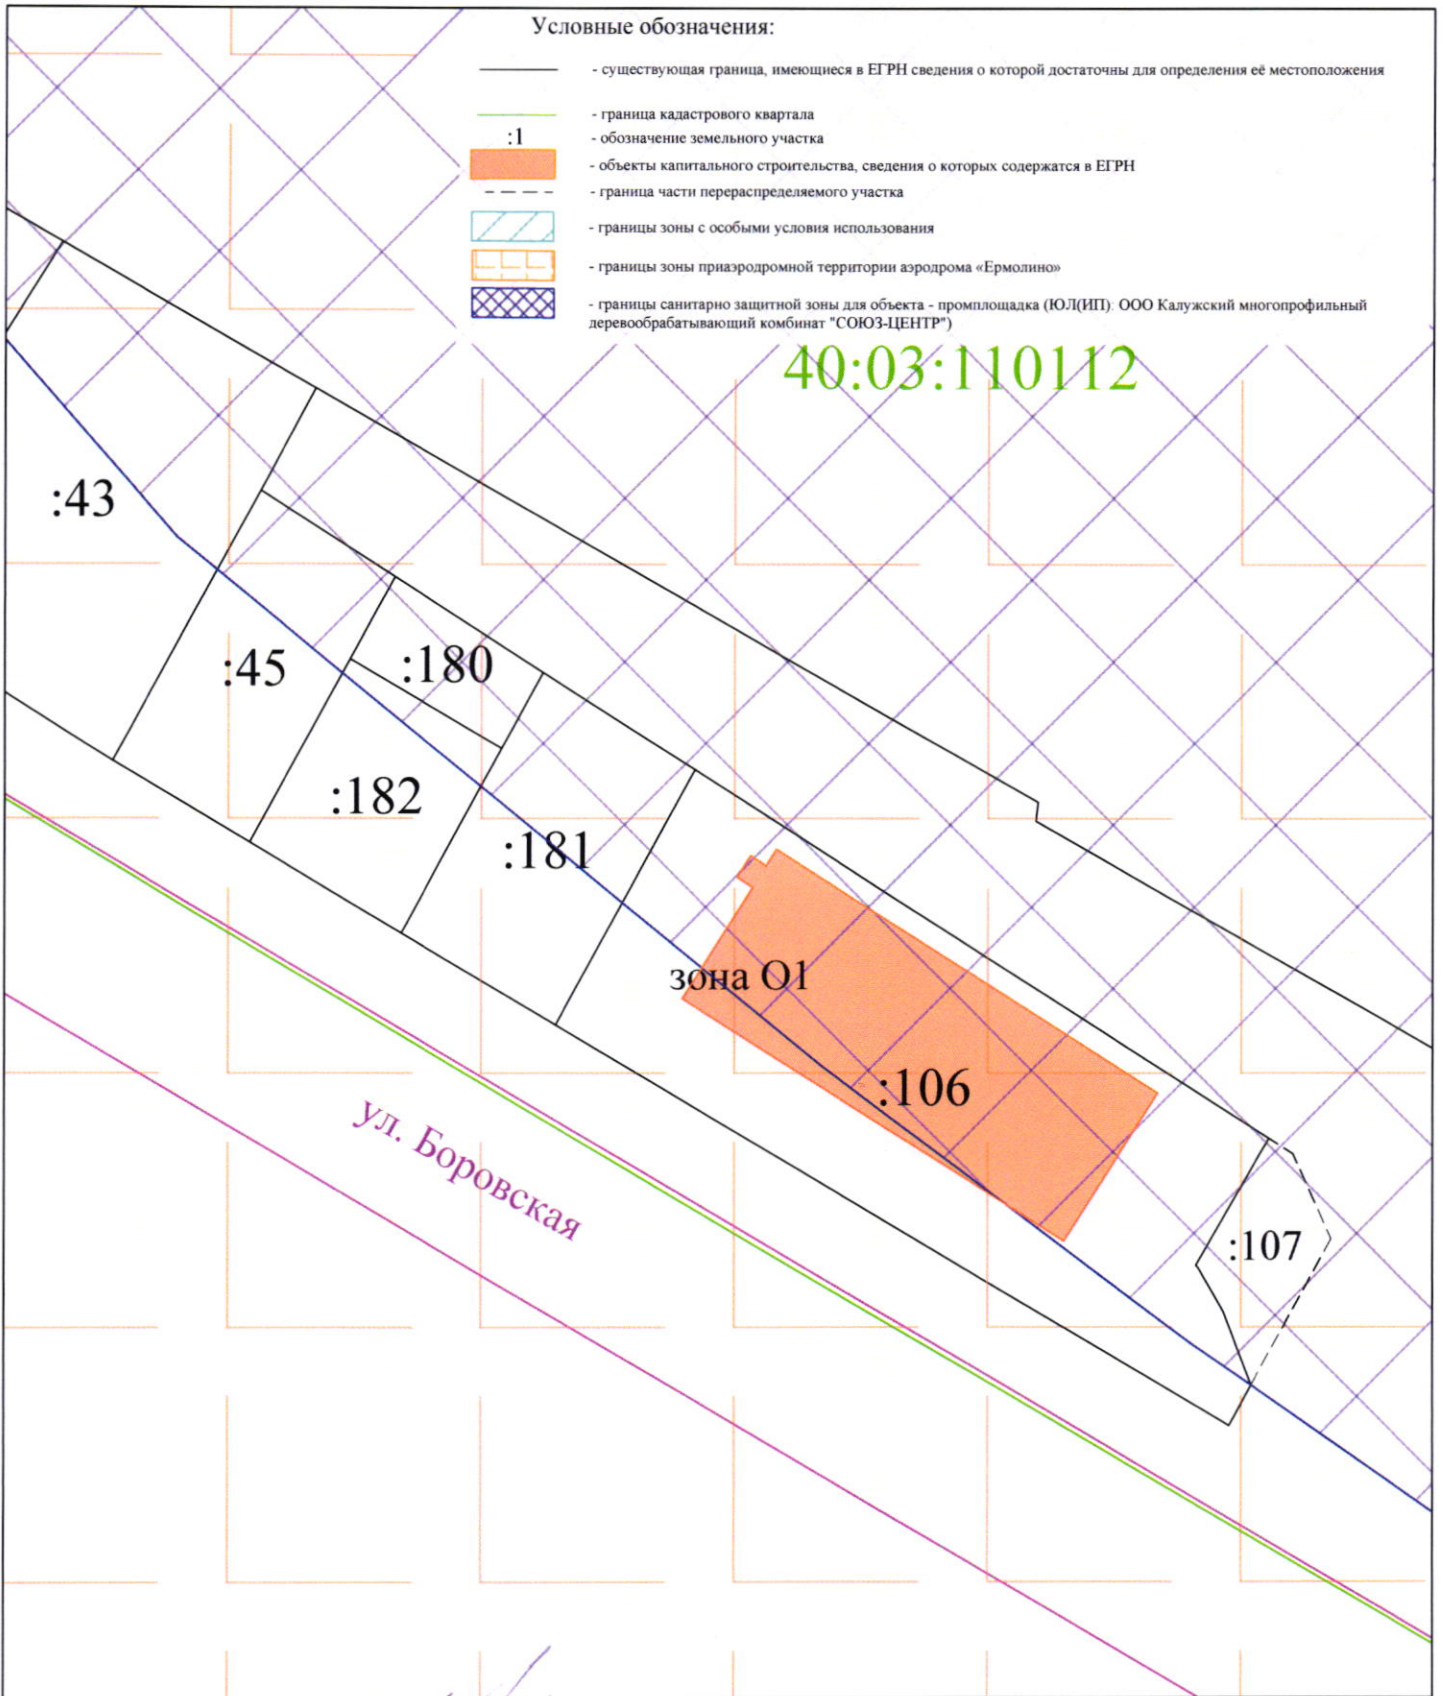 Условные обозначения:
- существующая граница, имеющиеся в ЕГРН сведения о которой достаточны для определения её местоположения
- граница кадастрового квартала
:1 - обозначение земельного участка
- объекты капитального строительства, сведения о которых содержатся в ЕГРН
- граница части перераспределяемого участка
- границы зоны с особыми условия использования
- границы зоны приаэродромной территории аэродрома «Ермолино»
- границы санитарно защитной зоны для объекта - промплощадка (ЮЛ(ИП): ООО Калужский многопрофильный
деревообрабатывающий комбинат "СОЮЗ-ЦЕНТР")
40:03:110112
:43
:45
:180
:182
:181
зона О1
:106
ул. Боровская
:107